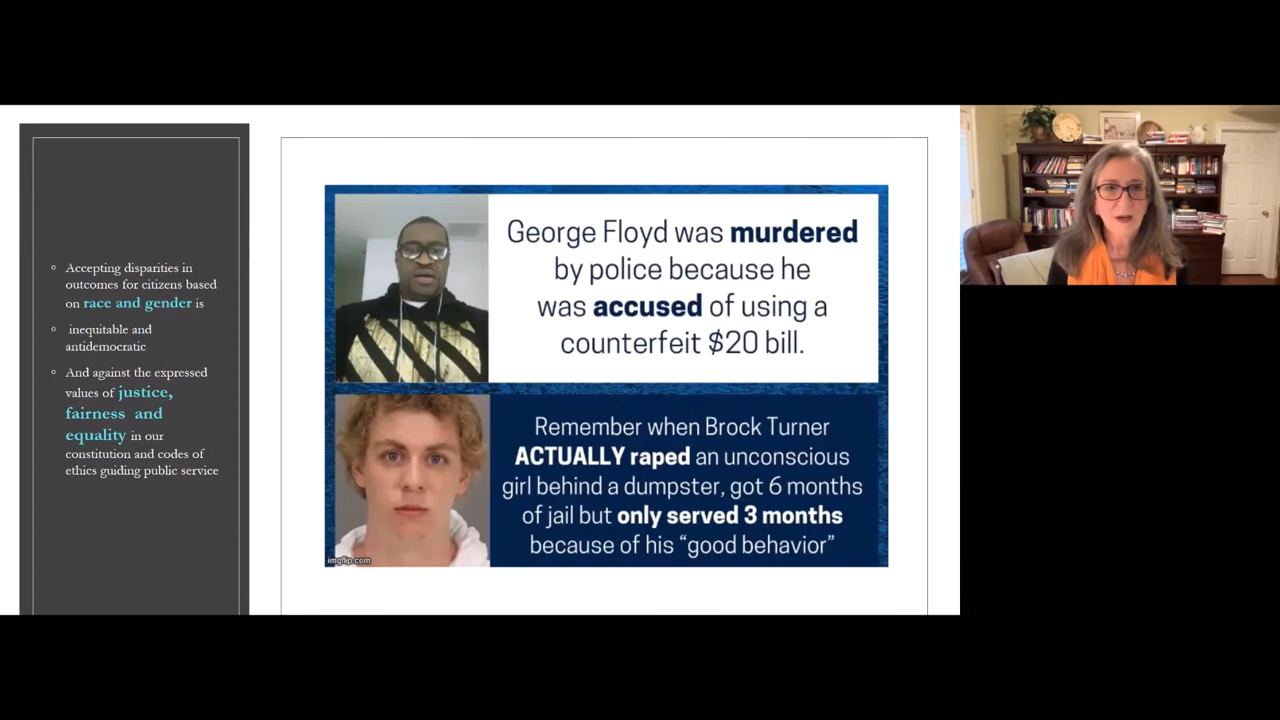 Accepting disparities in
outcomes for citizens based
on race and gender is
inequitable and
antidemocratic
And against the expressed
values of justice,
fairness and
equality in our
constitution and codes of
ethics guiding public service
George Floyd was murdered
by police because he
was accused of using a
counterfeit $20 bill.
Remember when Brock Turner
ACTUALLY raped an unconscious
girl behind a dumpster, got 6 months
of jail but only served 3 months
because of his “good behavior”
imgflip.com